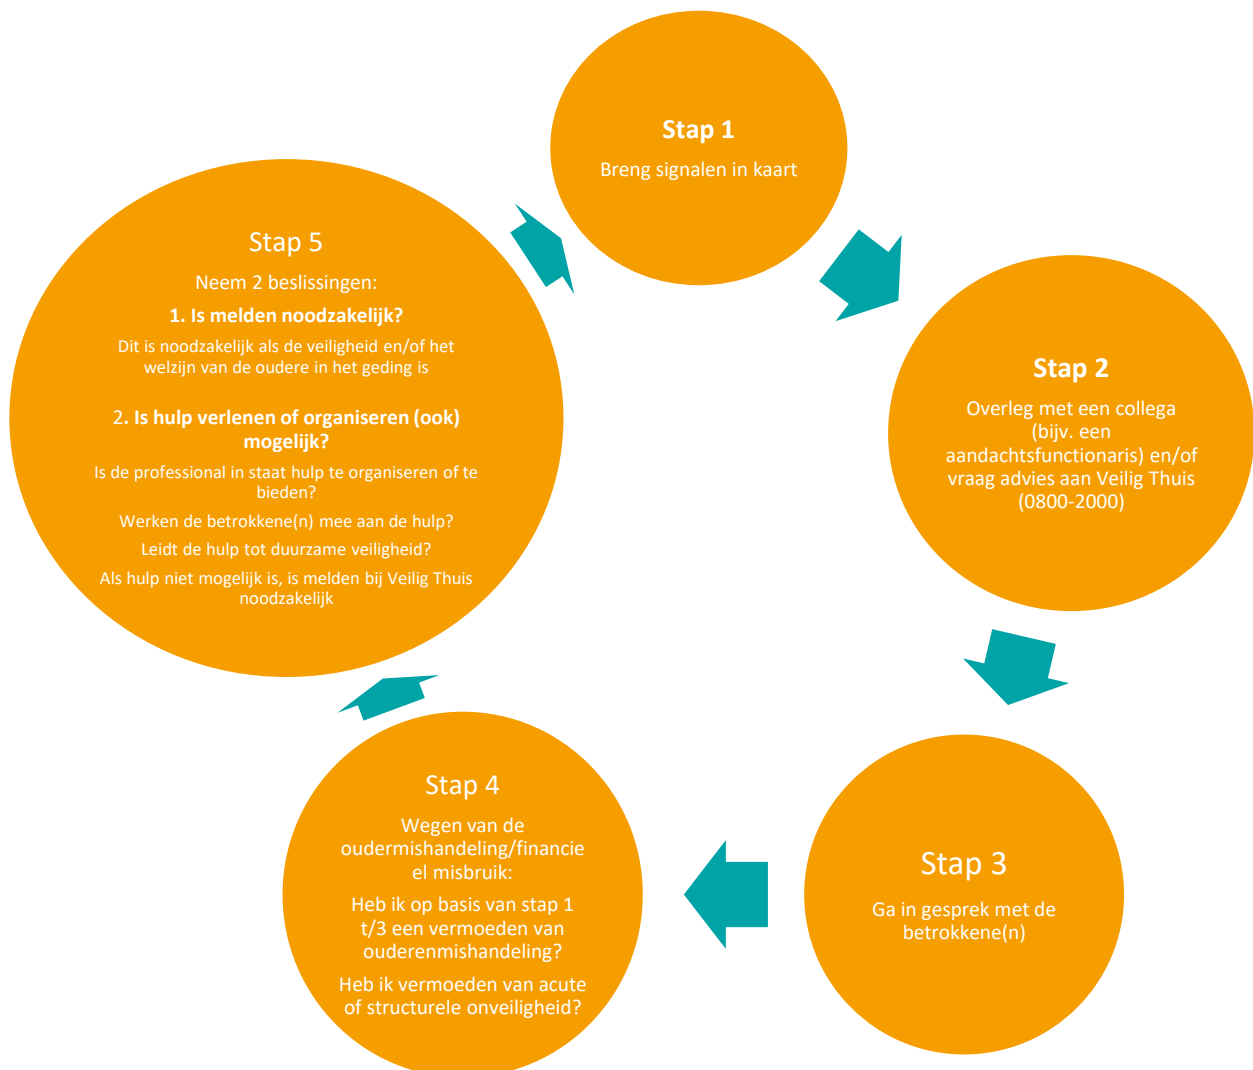 Stap 1
Breng signalen in kaart
Stap 2
Overleg met een collega
(bijv. een
aandachtsfunctionaris) en/of
vraag advies aan Veilig Thuis
(0800-2000)
Stap 3
Ga in gesprek met de
betrokkene(n)
Stap 4
Wegen van de
oudermishandeling/financie
el misbruik:
Heb ik op basis van stap 1
t/3 een vermoeden van
ouderenmishandeling?
Heb ik vermoeden van acute
of structurele onveiligheid?
Stap 5
Neem 2 beslissingen:
1. Is melden noodzakelijk?
Dit is noodzakelijk als de veiligheid en/of het
welzijn van de oudere in het geding is
2. Is hulp verlenen of organiseren (ook)
mogelijk?
Is de professional in staat hulp te organiseren of te
bieden?
Werken de betrokkene(n) mee aan de hulp?
Leidt de hulp tot duurzame veiligheid?
Als hulp niet mogelijk is, is melden bij Veilig Thuis
noodzakelijk